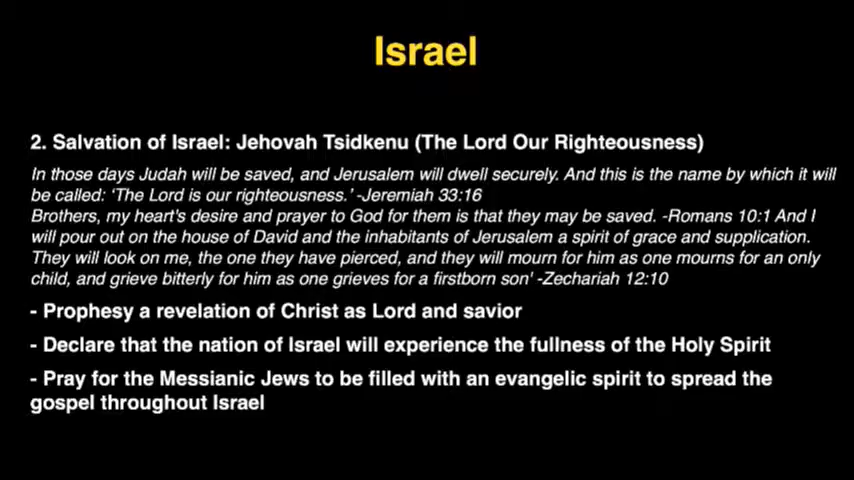 Israel
2. Salvation of Israel: Jehovah Tsidkenu (The Lord Our Righteousness)
In those days Judah will be saved, and Jerusalem will dwell securely. And this is the name by which it will
be called: ‘The Lord is our righteousness.’ -Jeremiah 33:16
Brothers, my heart's desire and prayer to God for them is that they may be saved. -Romans 10:1 And I
will pour out on the house of David and the inhabitants of Jerusalem a spirit of grace and supplication.
They will look on me, the one they have pierced, and they will mourn for him as one mourns for an only
child, and grieve bitterly for him as one grieves for a firstborn son' -Zechariah 12:10
- Prophesy a revelation of Christ as Lord and savior
- Declare that the nation of Israel will experience the fullness of the Holy Spirit
- Pray for the Messianic Jews to be filled with an evangelic spirit to spread the
gospel throughout Israel